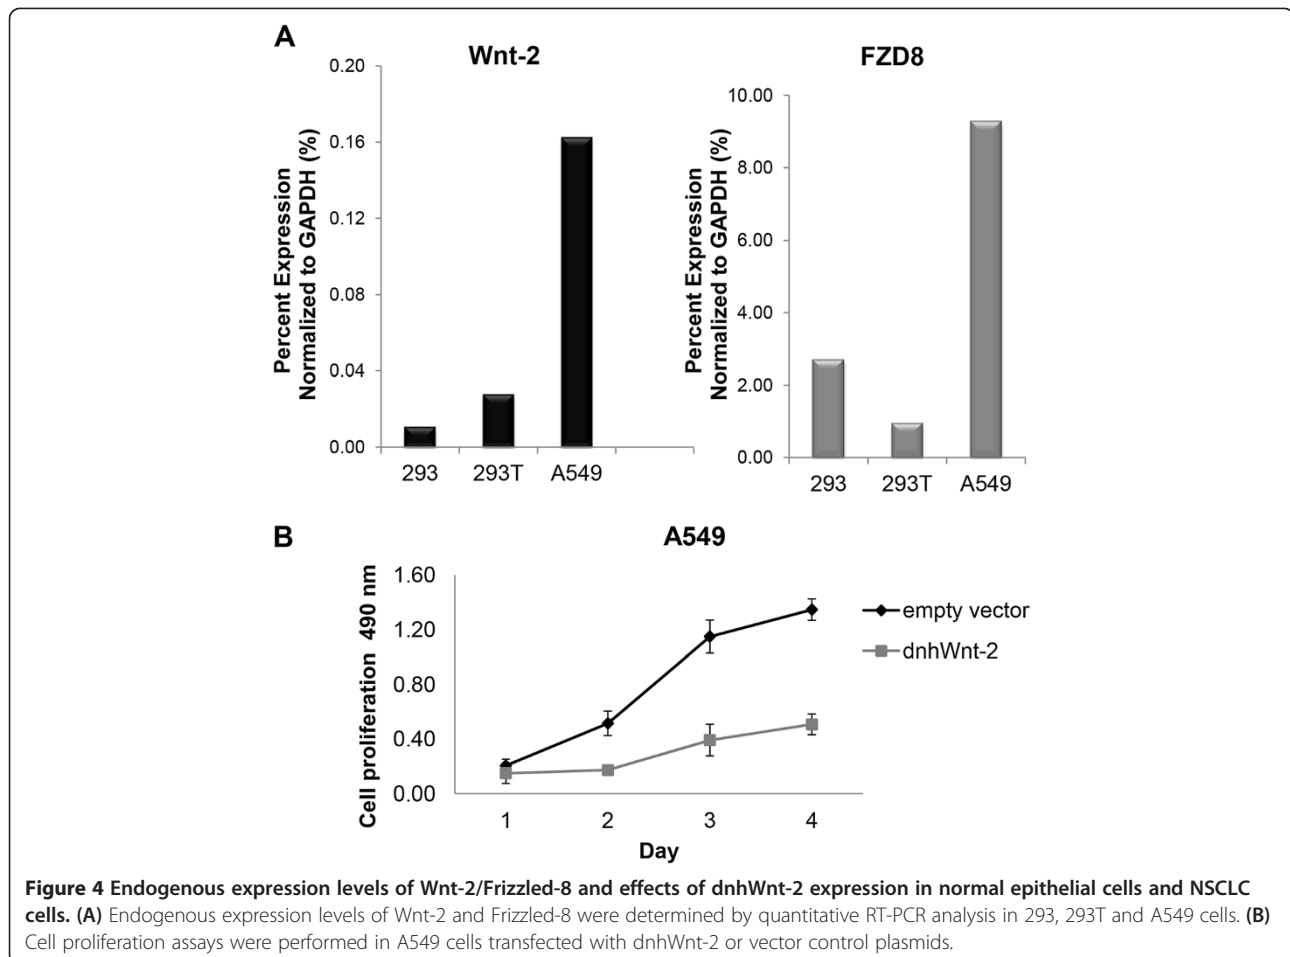 A
Wnt-2
Percent Expression
Normalized to GAPDH (%)
0.20
0.16
0.12
0.08
0.04
0.00
293 293T A549
FZD8
Percent Expression
Normalized to GAPDH (%)
10.00
8.00
6.00
4.00
2.00
0.00
293 293T A549
B
A549
Cell proliferation 490 nm
1.60
1.20
0.80
0.40
0.00
1 2 3 4
Day
empty vector
dnhWnt-2
Figure 4 Endogenous expression levels of Wnt-2/Frizzled-8 and effects of dnhWnt-2 expression in normal epithelial cells and NSCLC
cells. (A) Endogenous expression levels of Wnt-2 and Frizzled-8 were determined by quantitative RT-PCR analysis in 293, 293T and A549 cells. (B)
Cell proliferation assays were performed in A549 cells transfected with dnhWnt-2 or vector control plasmids.